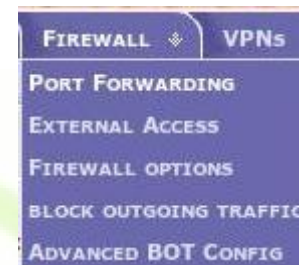 FIREWALL VPNs
PORT FORWARDING
EXTERNAL ACCESS
FIREWALL OPTIONS
BLOCK OUTGOING TRAFFIC
ADVANCED BOT CONFIG